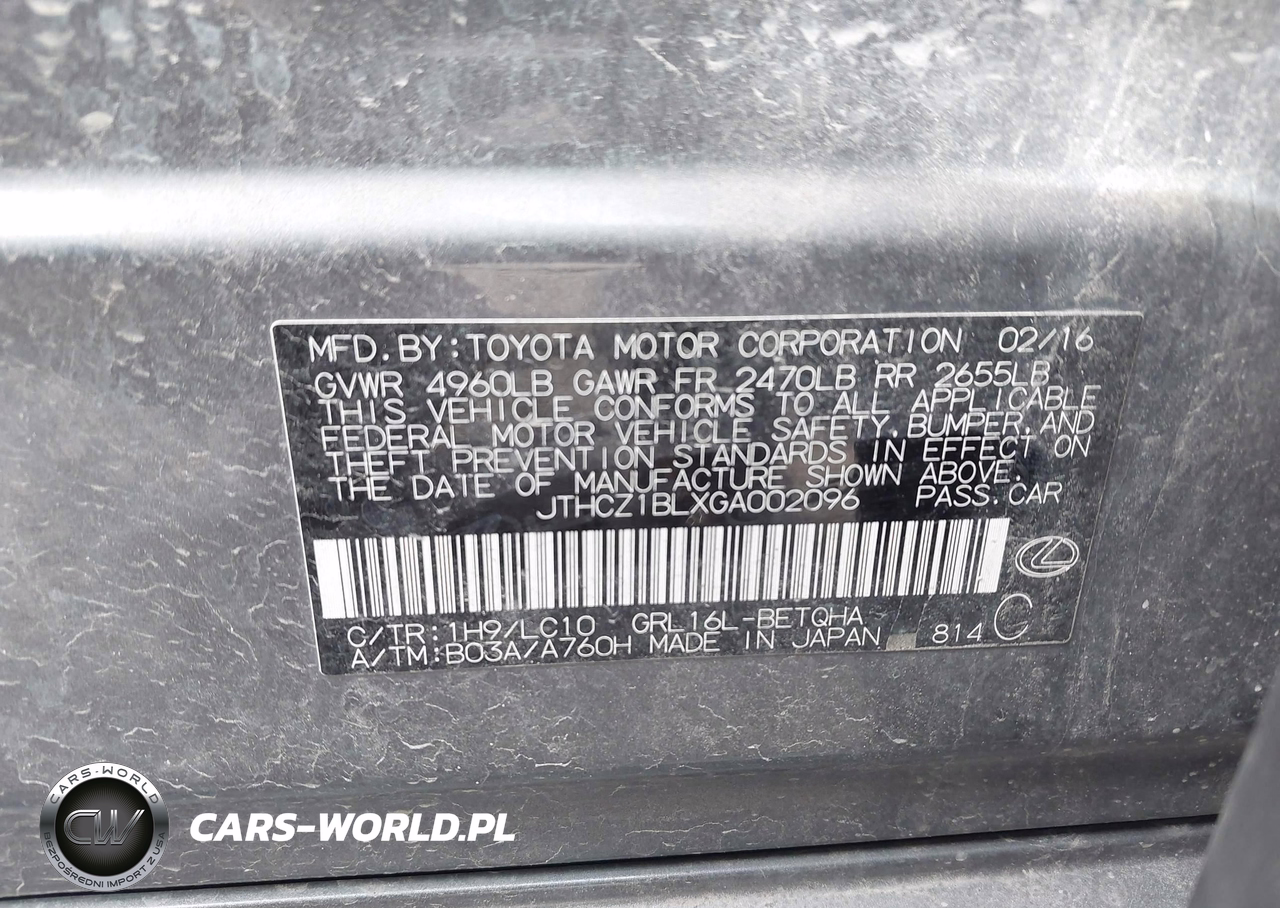 MFD.BY:TOYOTA MOTOR CORPORATION 02/16
GVWR 4960LB GAWR FR 2470LB RR 2655LB
THIS VEHICLE CONFORMS TO ALL APPLICABLE
FEDERAL MOTOR VEHICLE SAFETY,BUMPER,AND
THEFT PREVENTION STANDARDS IN EFFECT ON
THE DATE OF MANUFACTURE SHOWN ABOVE.
JTHCZ1BLXGA002096 PASS.CAR
C/TR:1H9/LC10 GRL16L-BETQHA
A/TM:B03A/A760H MADE IN JAPAN 814 C
CARS-WORLD
CW
BEZPOŚREDNI IMPORT Z USA
CARS-WORLD.PL